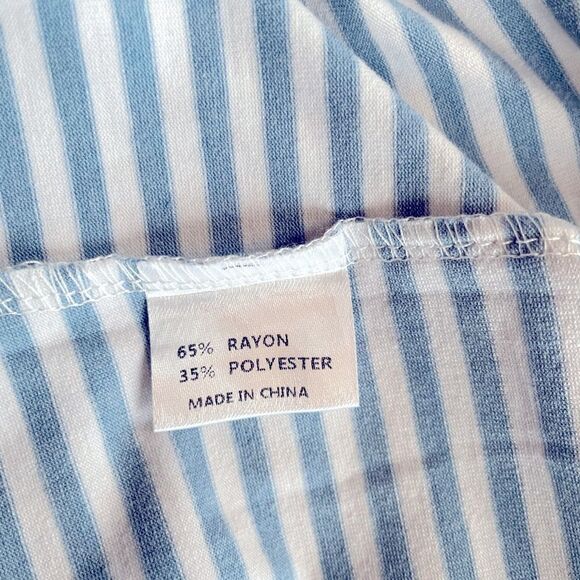 65% RAYON
35% POLYESTER
MADE IN CHINA